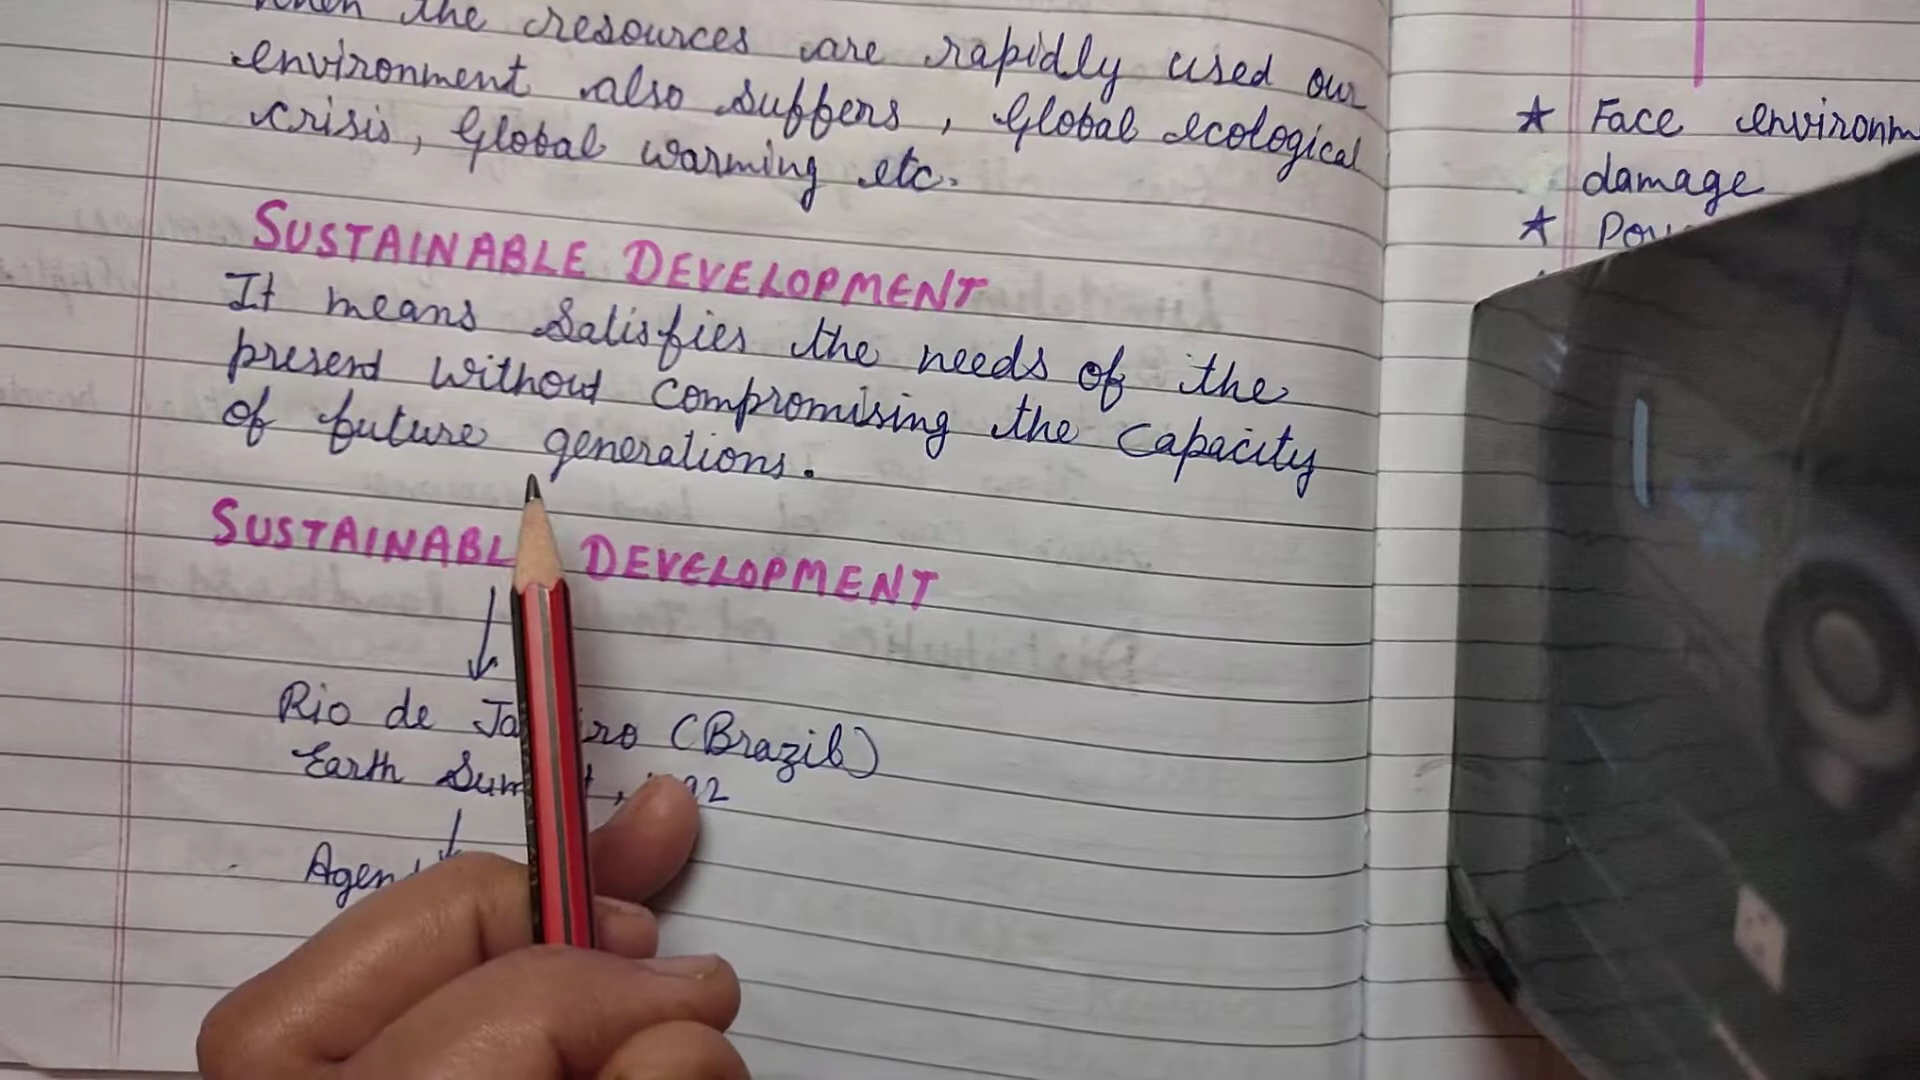 the resources are rapidly used our
environment also suffers, Global ecological
crisis, Global warming etc.
SUSTAINABLE DEVELOPMENT
It means Satisfies the needs of the
present without compromising the capacity
of future generations.
SUSTAINABL DEVELOPMENT
Rio de Ja iro (Brazil)
Earth Sum t, 92
Agen
★ Face environm
damage
★